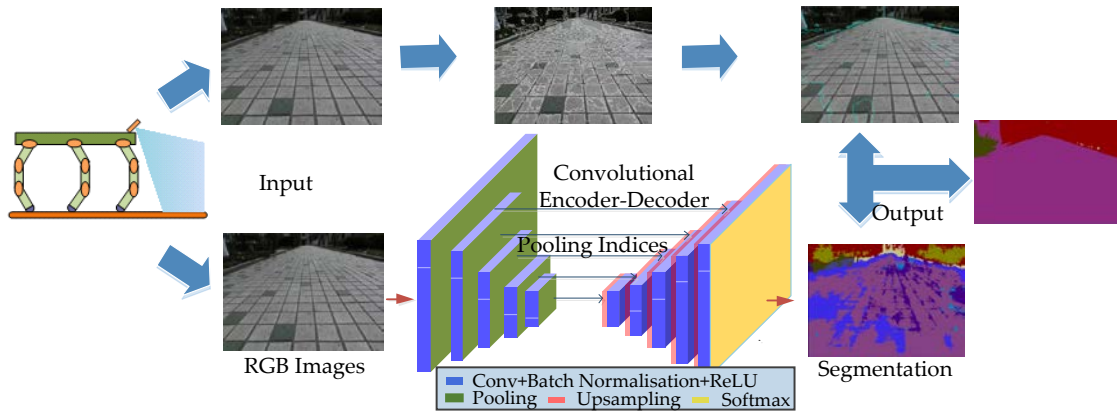 Input
Convolutional
Encoder-Decoder
Pooling Indices
Output
RGB Images
Segmentation
Conv+Batch Normalisation+ReLU
Pooling Upsampling Softmax